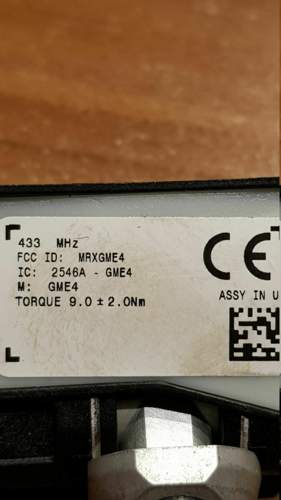 433 MHz
FCC ID: MRXGME4
IC: 2546A - GME4
M: GME4
TORQUE 9.0 ± 2.0Nm
CE
ASSY IN U